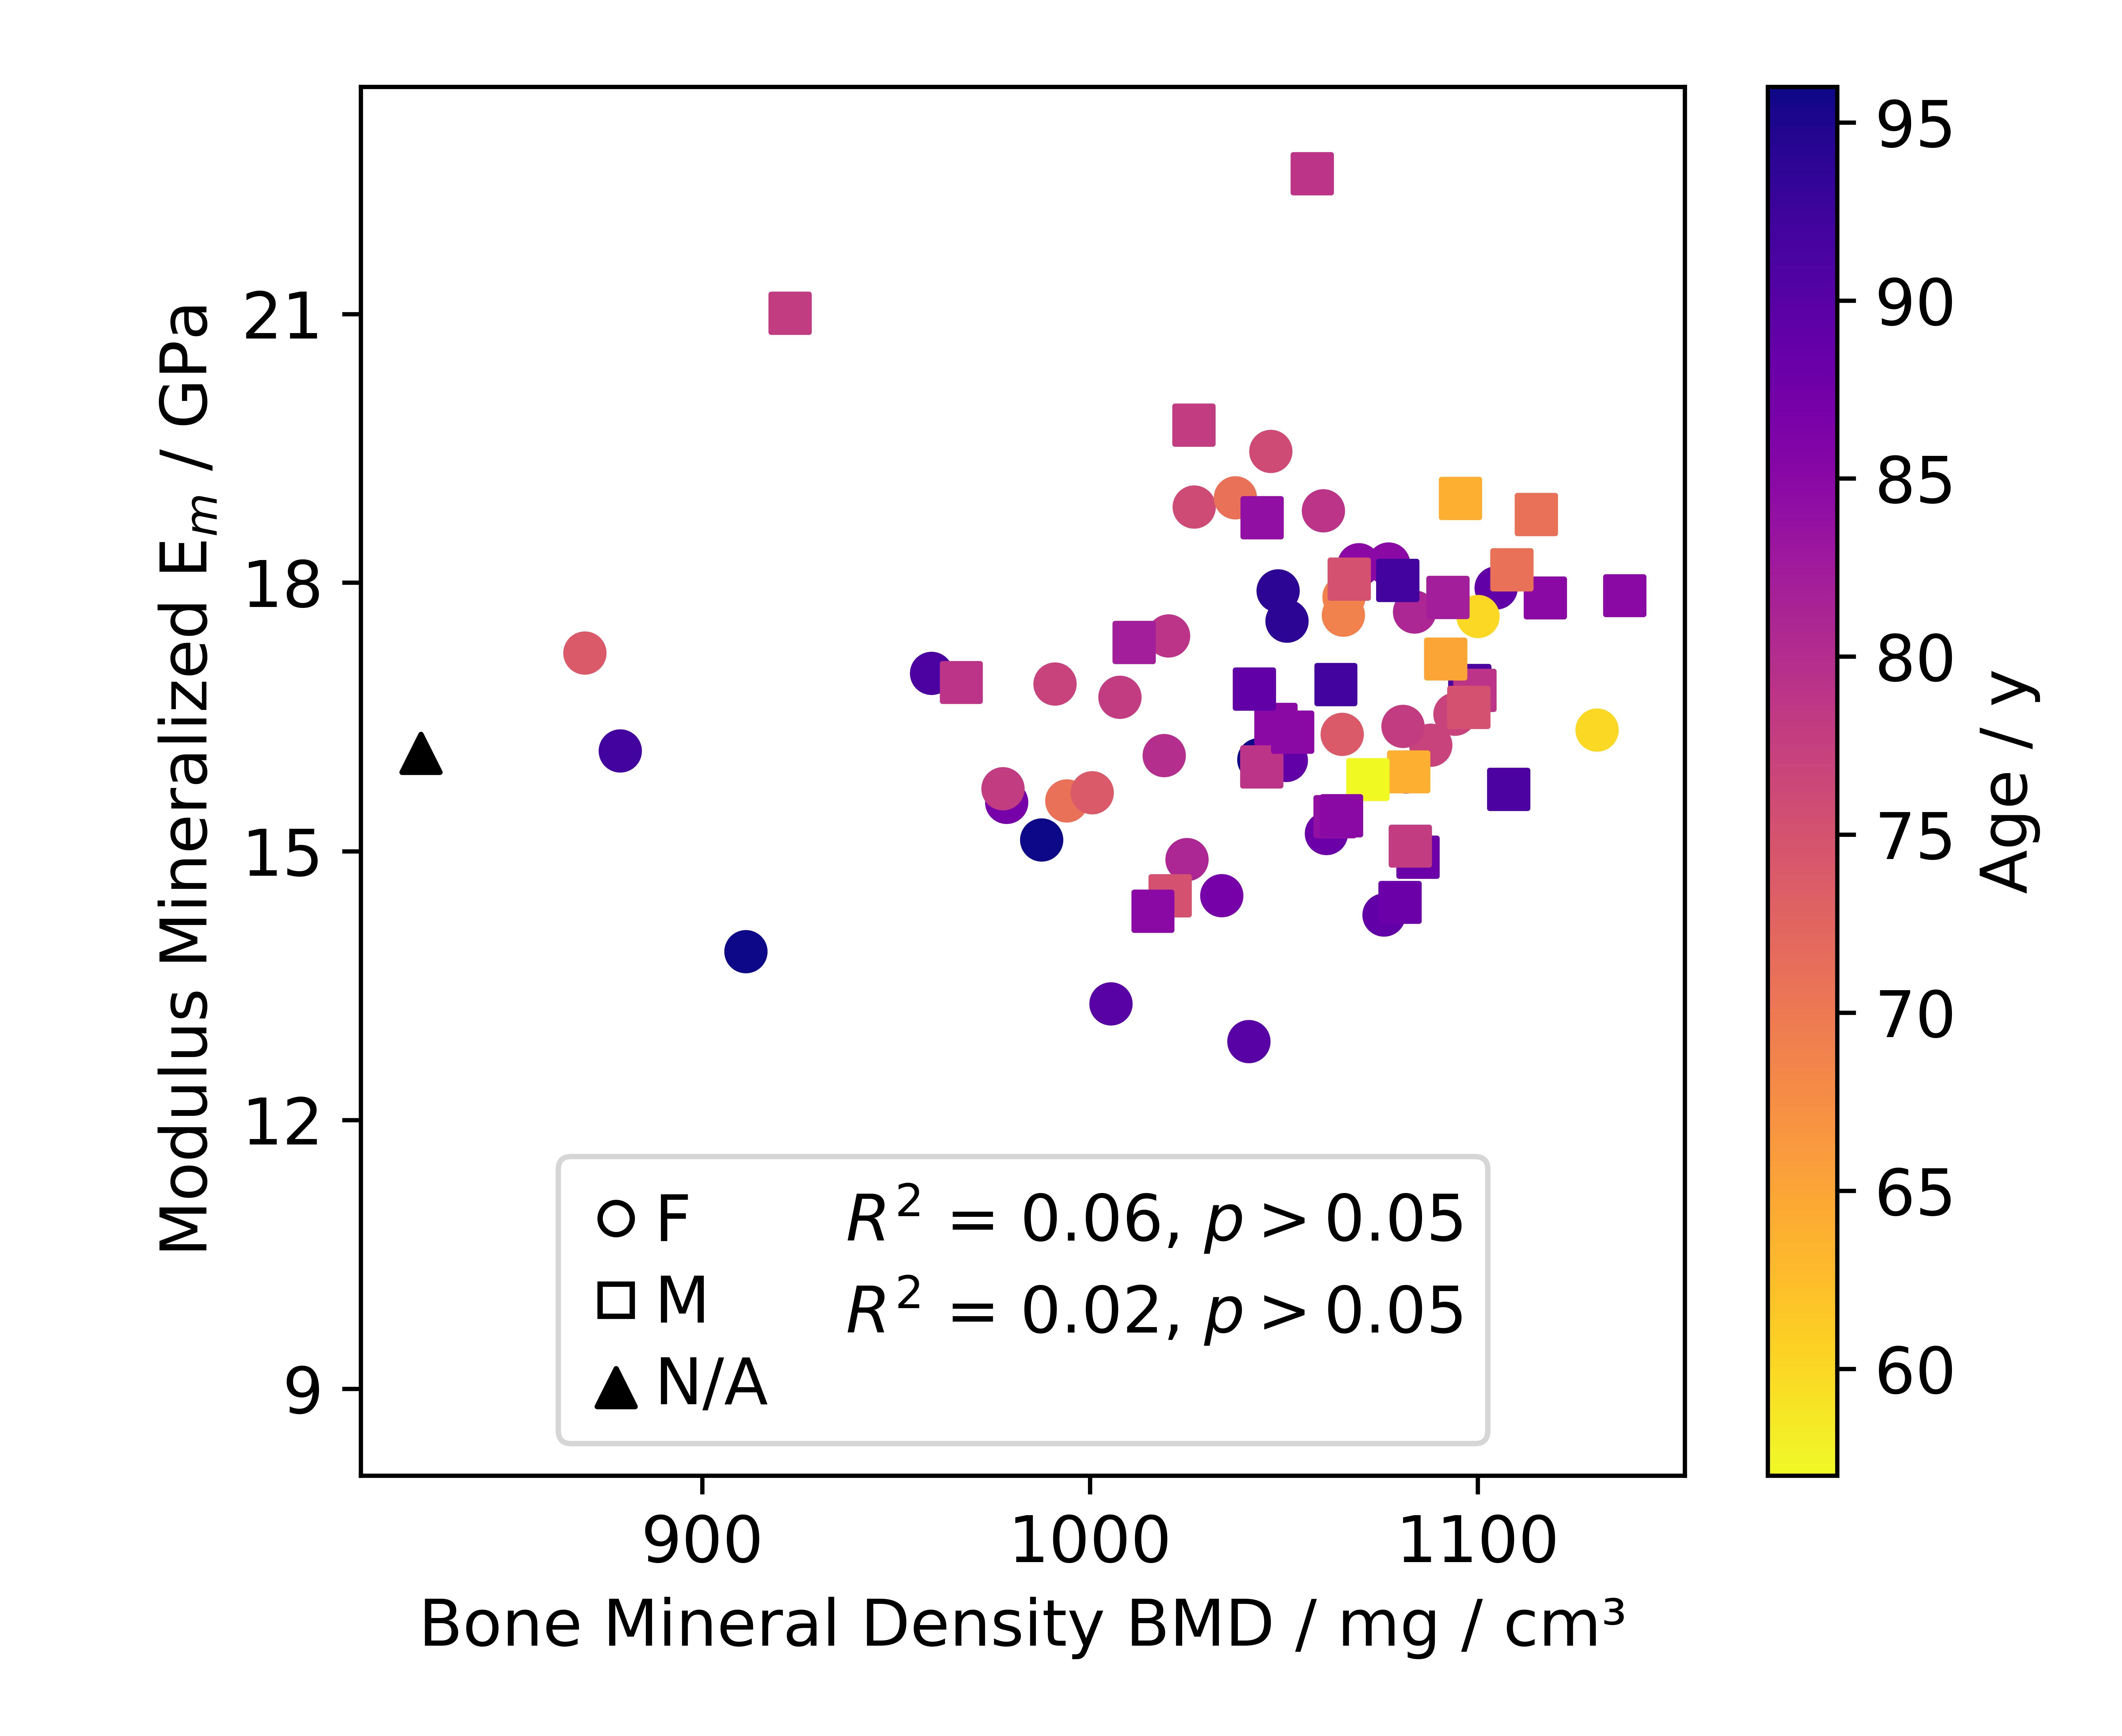 Modulus Mineralized Eₘ / GPa
21
18
15
12
9
F R² = 0.06, p > 0.05
M R² = 0.02, p > 0.05
N/A
900 1000 1100
Bone Mineral Density BMD / mg / cm³
95
90
85
80
75
70
65
60
Age / y